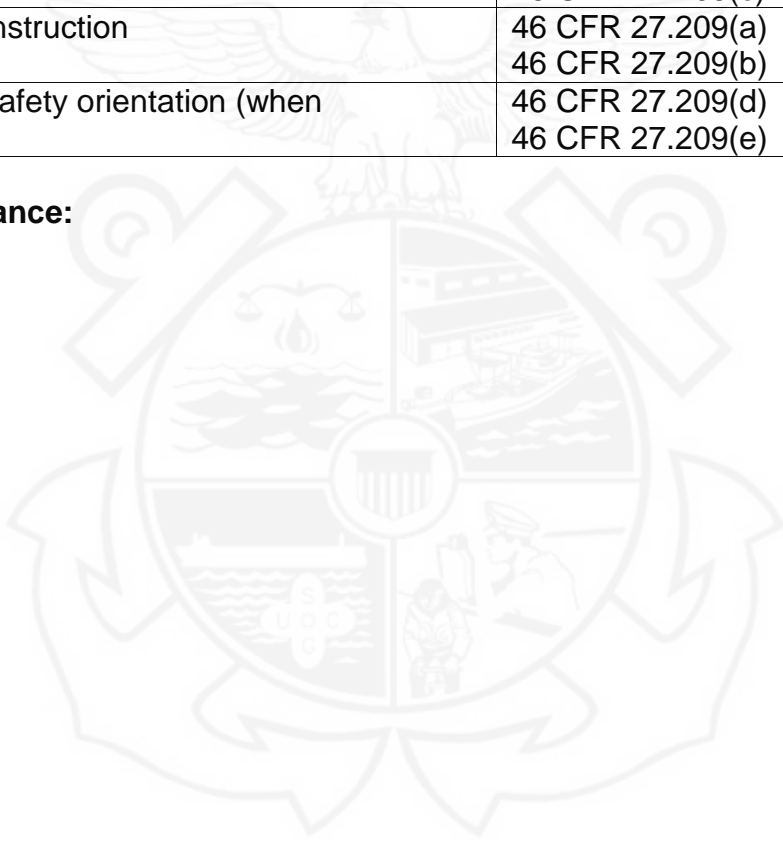 nstruction
46 CFR 27.209(a)
46 CFR 27.209(b)
afety orientation (when
46 CFR 27.209(d)
46 CFR 27.209(e)
ance:
S
U G C
G